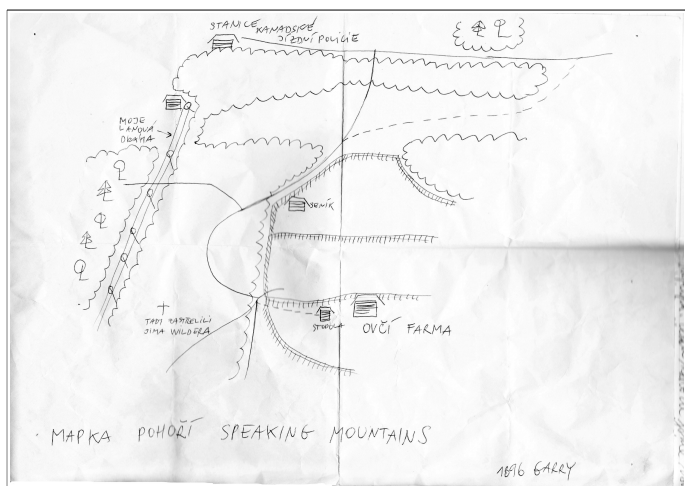 STANICE KANADSKÉ
JÍZDNÍ POLICIE
MOJE
LANOVÁ
DRÁHA
SENÍK
TADY ZASTŘELILI
JIMA WILDERA
STODOLA
OVČÍ FARMA
MAPKA POHOŘÍ SPEAKING MOUNTAINS
1896 GARRY